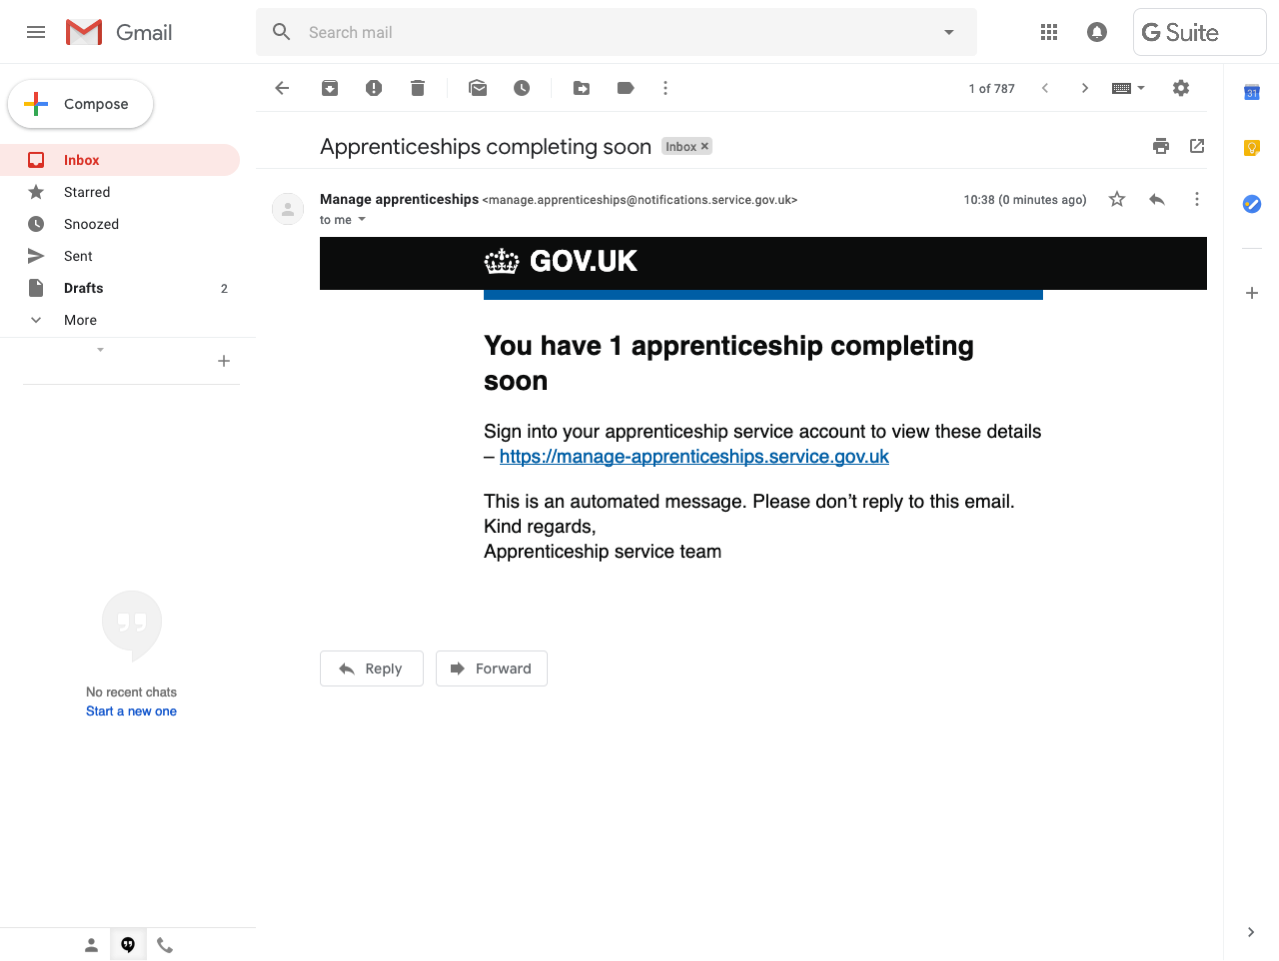 Gmail
Search mail
G Suite
Compose
1 of 787
31
Inbox
Apprenticeships completing soon Inbox ×
Starred
Manage apprenticeships <manage.apprenticeships@notifications.service.gov.uk> 10:38 (0 minutes ago)
to me
Snoozed
Sent
GOV.UK
Drafts 2
More
You have 1 apprenticeship completing
soon
Sign into your apprenticeship service account to view these details
– https://manage-apprenticeships.service.gov.uk
This is an automated message. Please don’t reply to this email.
Kind regards,
Apprenticeship service team
Reply Forward
No recent chats
Start a new one